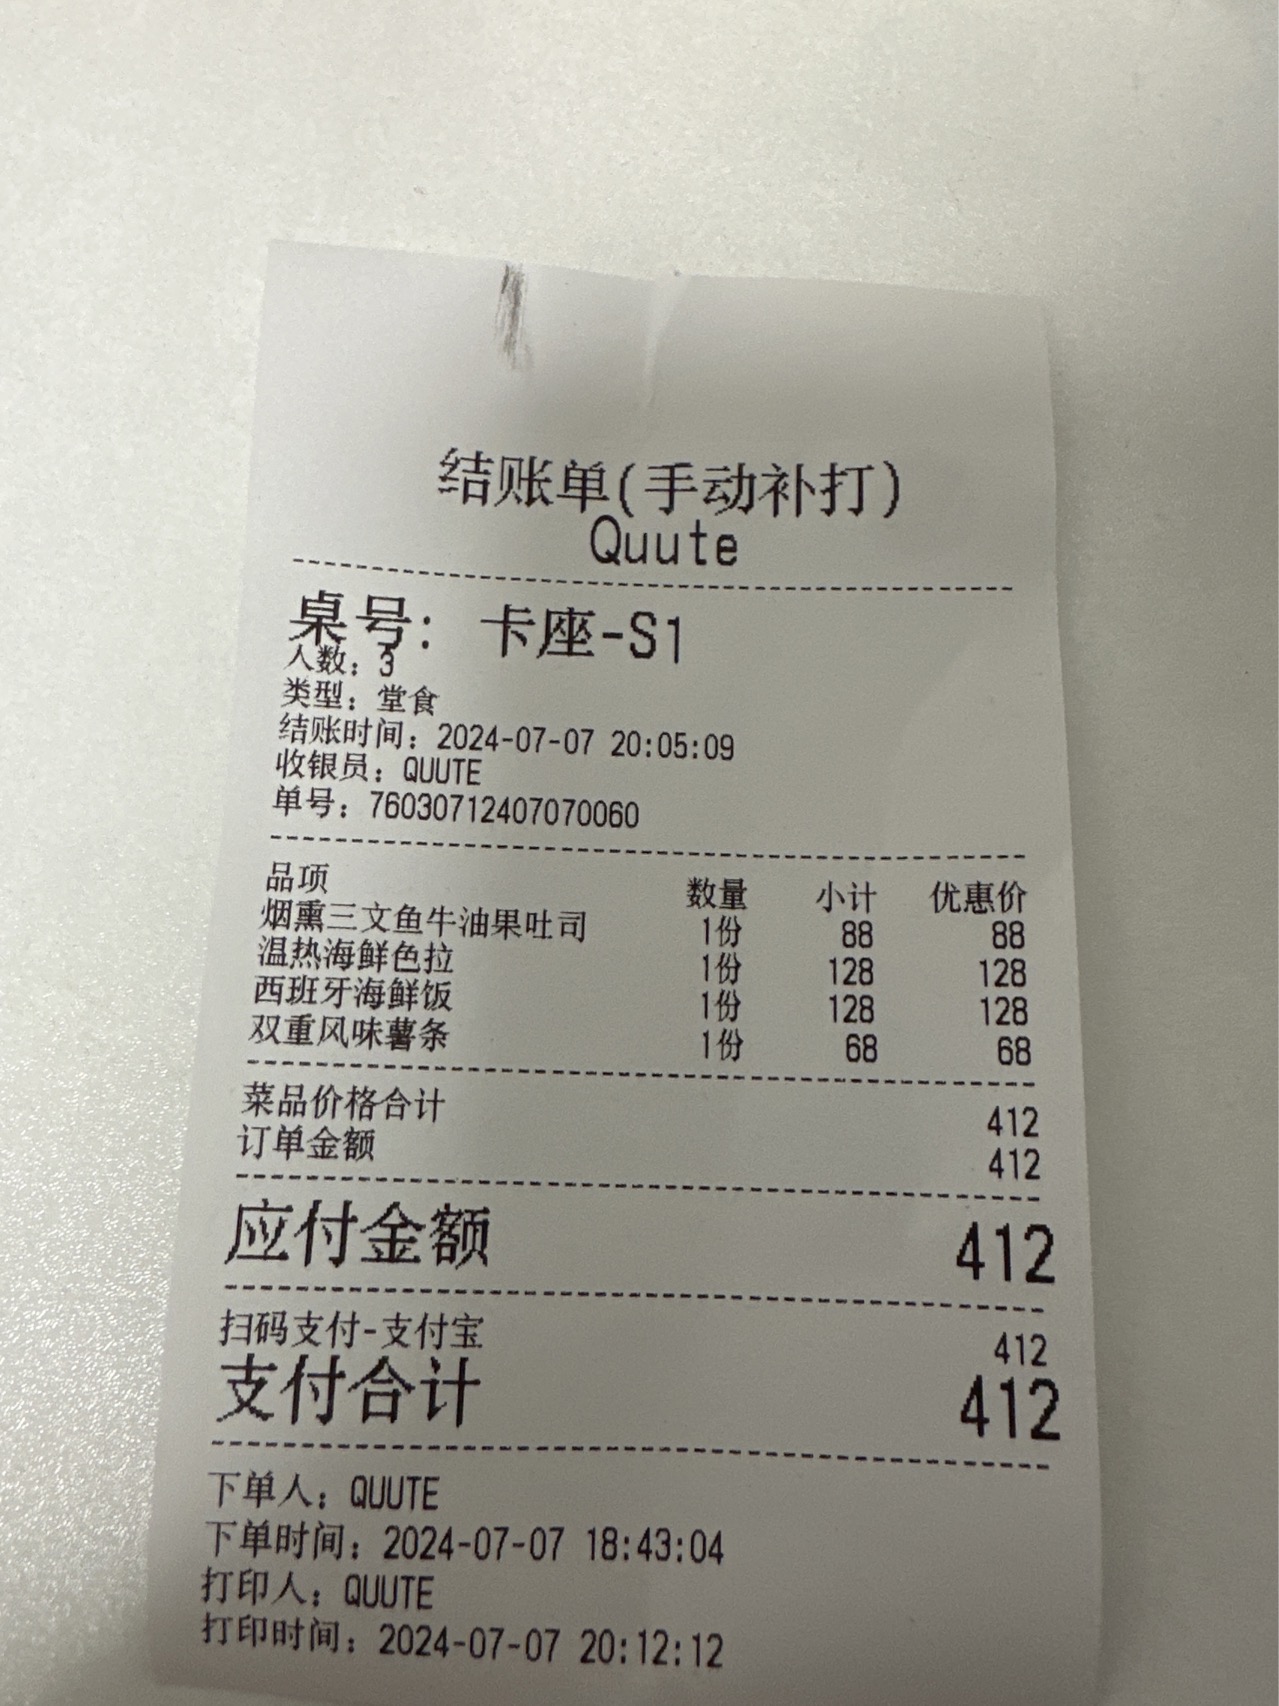 结账单(手动补打)
Quute
桌号: 卡座-S1
人数: 3
类型: 堂食
结账时间: 2024-07-07 20:05:09
收银员: QUUTE
单号: 76030712407070060
品项 数量 小计 优惠价
烟熏三文鱼牛油果吐司 1份 88 88
温热海鲜色拉 1份 128 128
西班牙海鲜饭 1份 128 128
双重风味薯条 1份 68 68
菜品价格合计 412
订单金额 412
应付金额 412
扫码支付-支付宝 412
支付合计 412
下单人: QUUTE
下单时间: 2024-07-07 18:43:04
打印人: QUUTE
打印时间: 2024-07-07 20:12:12